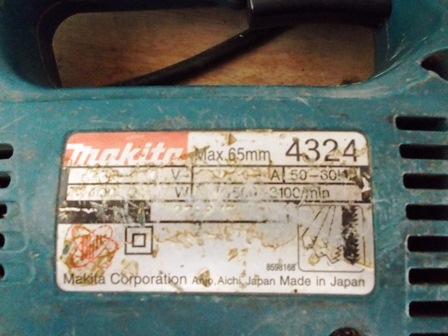 makita Max.65mm 4324
V A 50-60Hz
W 500-3100/min
8598168
Makita Corporation Anjo, Aichi, Japan Made in Japan